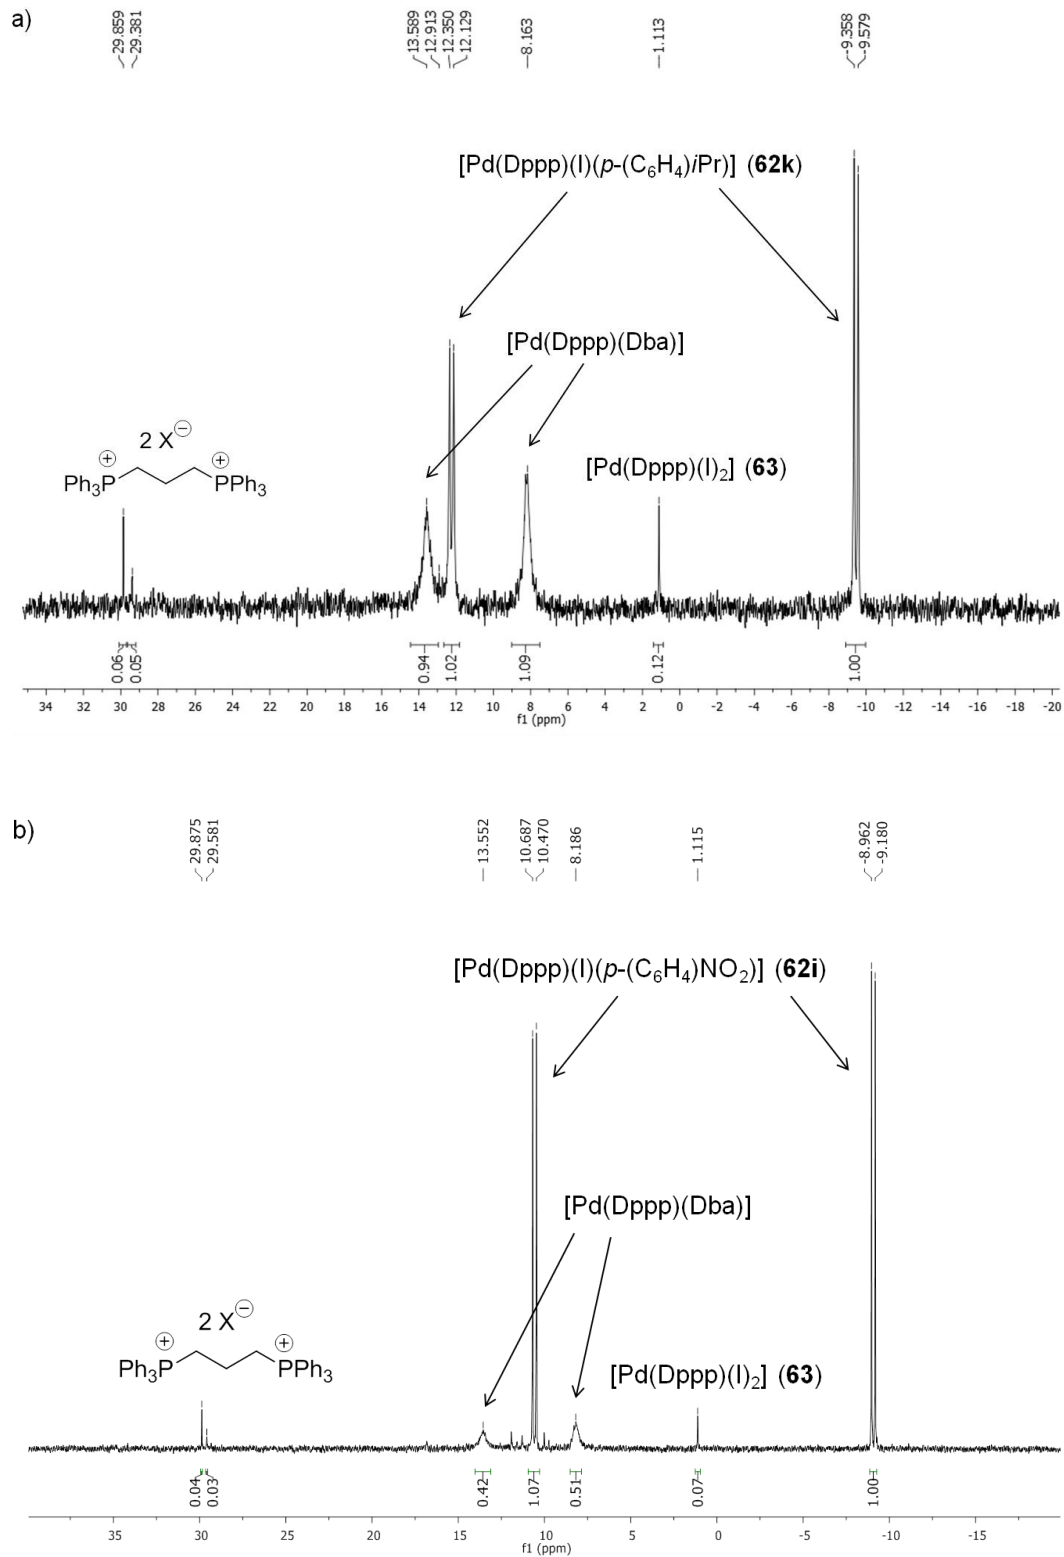 a)
29.859
29.381
13.589
12.913
12.350
12.129
8.163
1.113
-9.358
-9.579
[Pd(Dppp)(I)(p-(C6H4)iPr)] (62k)
[Pd(Dppp)(Dba)]
2 X⊖
⊕ ⊕
Ph3P PPh3
[Pd(Dppp)(I)2] (63)
0.06
0.05
0.94
1.02
1.09
0.12
1.00
34 32 30 28 26 24 22 20 18 16 14 12 10 8 6 4 2 0 -2 -4 -6 -8 -10 -12 -14 -16 -18 -20
f1 (ppm)
b)
29.875
29.581
13.552
10.687
10.470
8.186
1.115
-8.962
-9.180
[Pd(Dppp)(I)(p-(C6H4)NO2)] (62i)
[Pd(Dppp)(Dba)]
2 X⊖
⊕ ⊕
Ph3P PPh3
[Pd(Dppp)(I)2] (63)
0.04
0.03
0.42
1.07
0.51
0.07
1.00
35 30 25 20 15 10 5 0 -5 -10 -15
f1 (ppm)